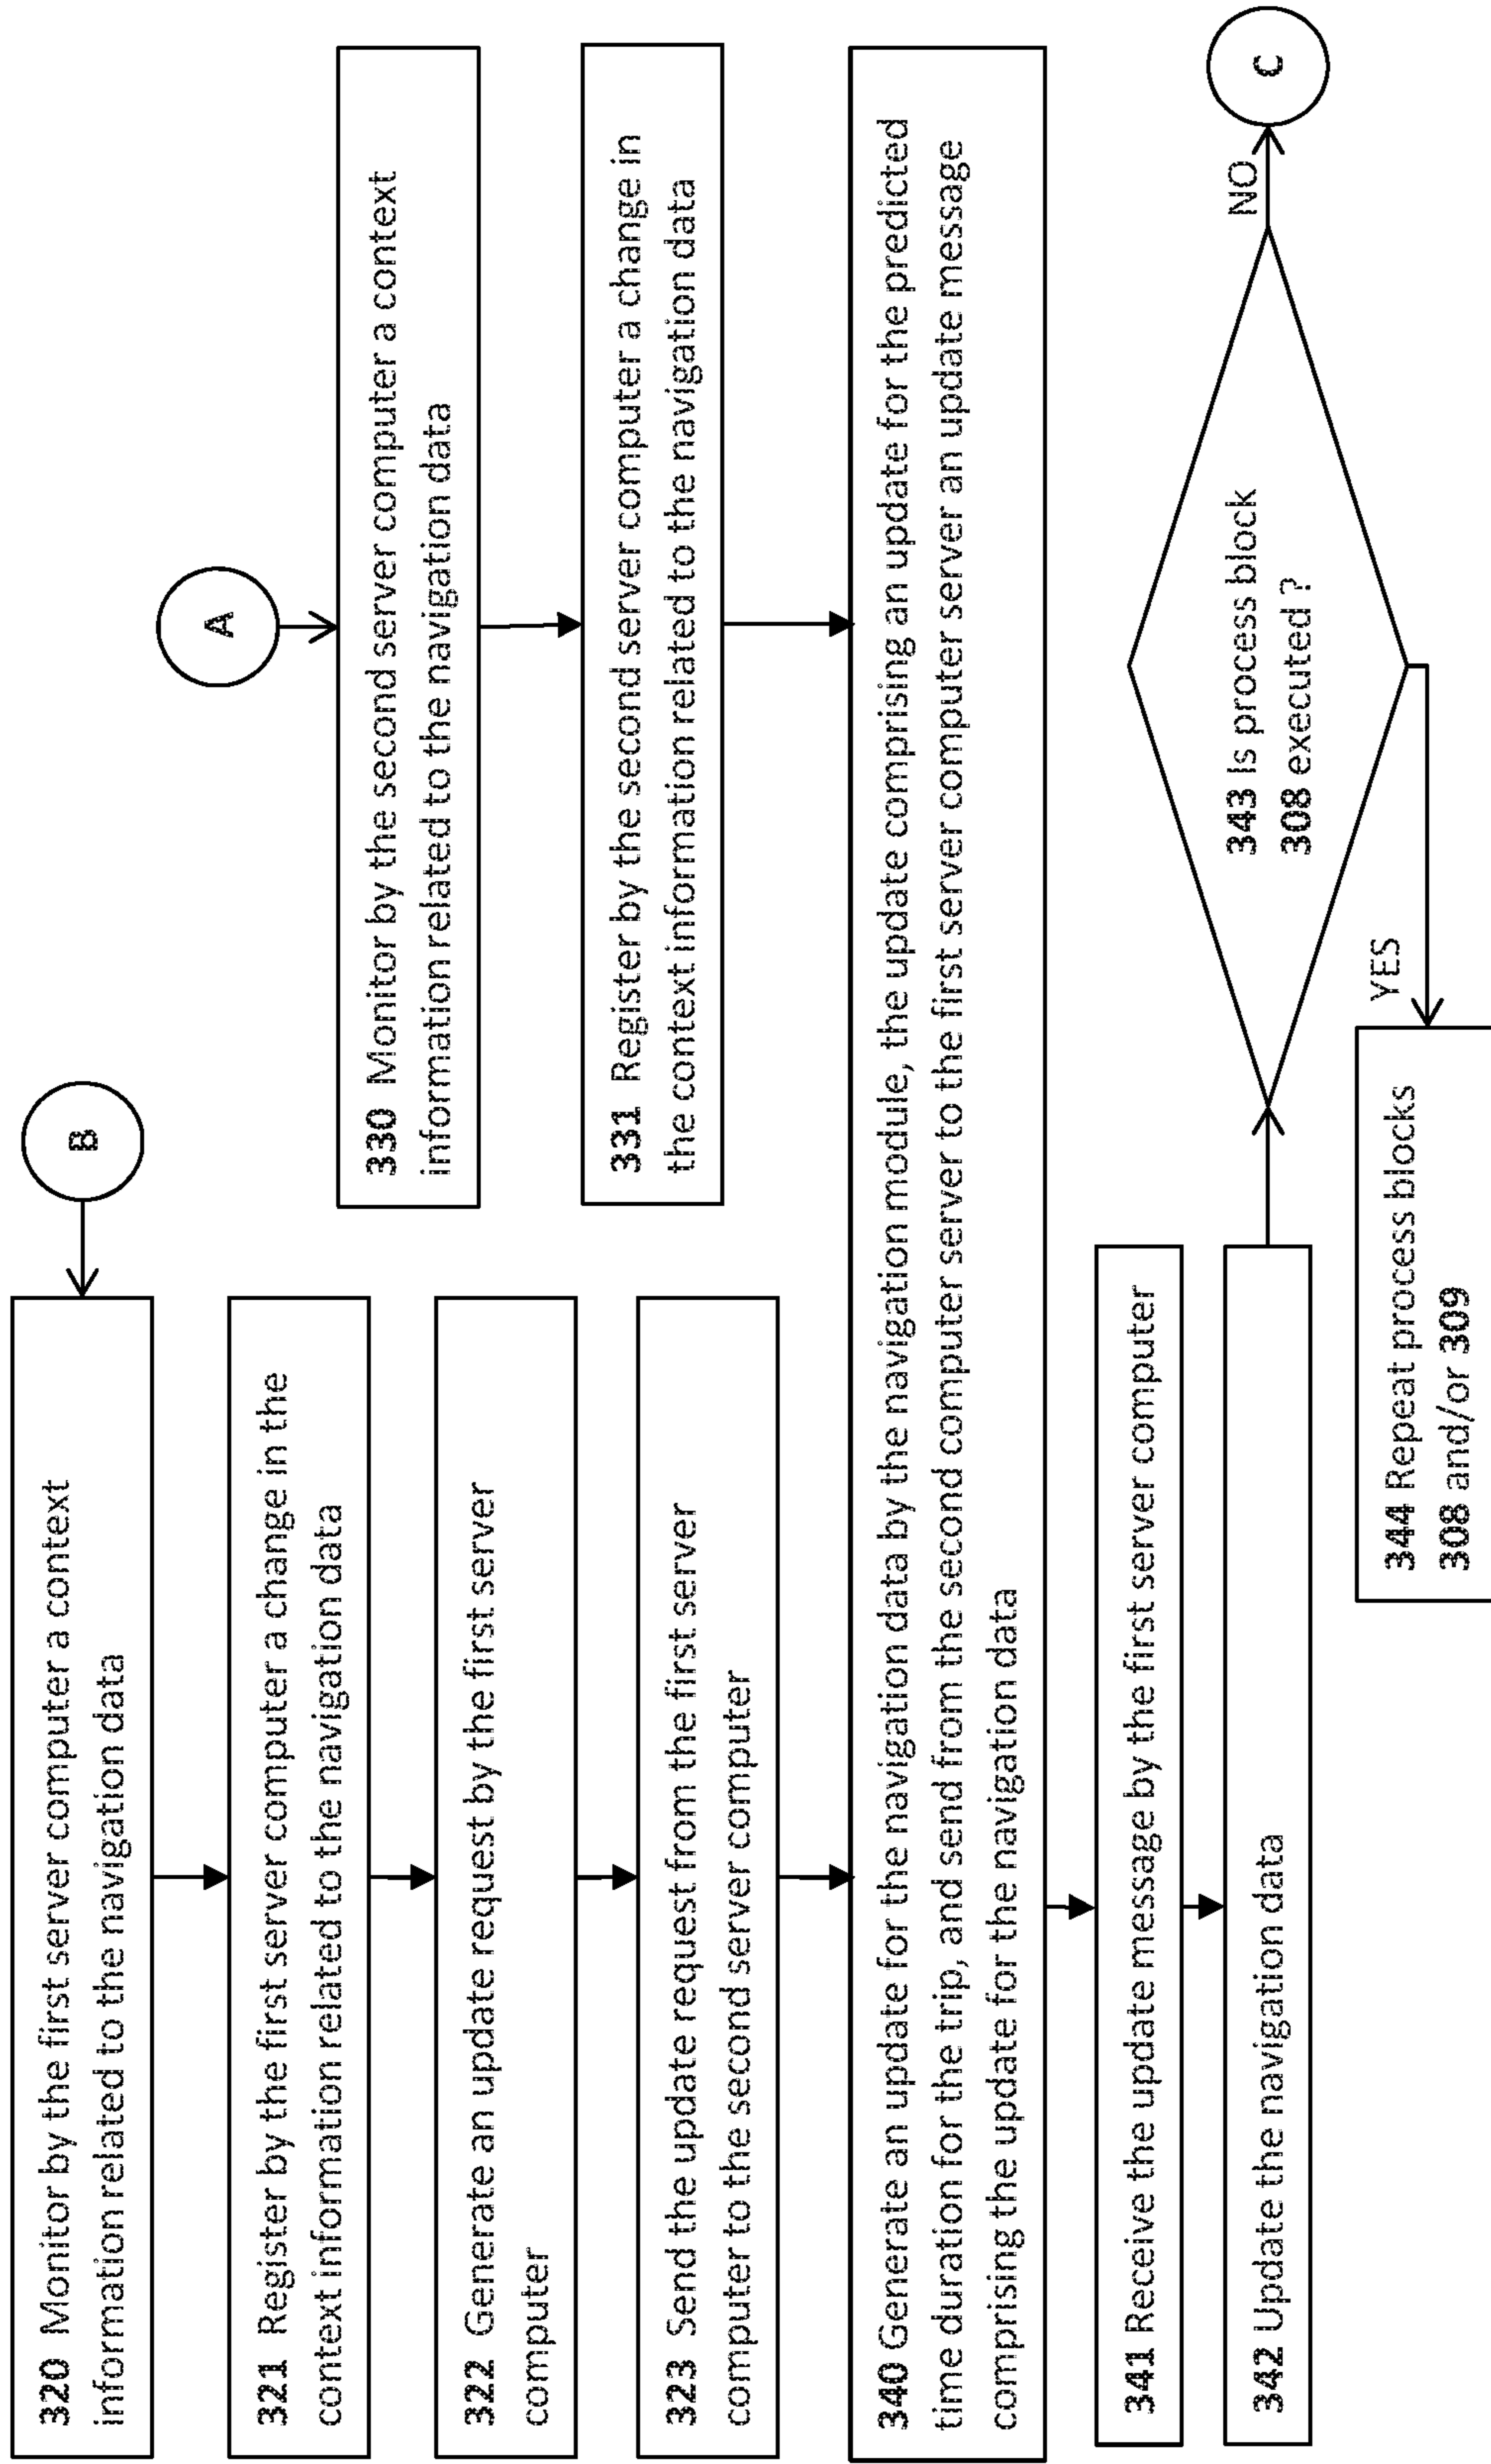 B
320 Monitor by the first server computer a context
information related to the navigation data
321 Register by the first server computer a change in the
context information related to the navigation data
322 Generate an update request by the first server
computer
323 Send the update request from the first server
computer to the second server computer
A
330 Monitor by the second server computer a context
information related to the navigation data
331 Register by the second server computer a change in
the context information related to the navigation data
340 Generate an update for the navigation data by the navigation module, the update comprising an update for the predicted
time duration for the trip, and send from the second computer server to the first server computer server an update message
comprising the update for the navigation data
341 Receive the update message by the first server computer
342 Update the navigation data
343 Is process block
308 executed ?
NO
C
YES
344 Repeat process blocks
308 and/or 309